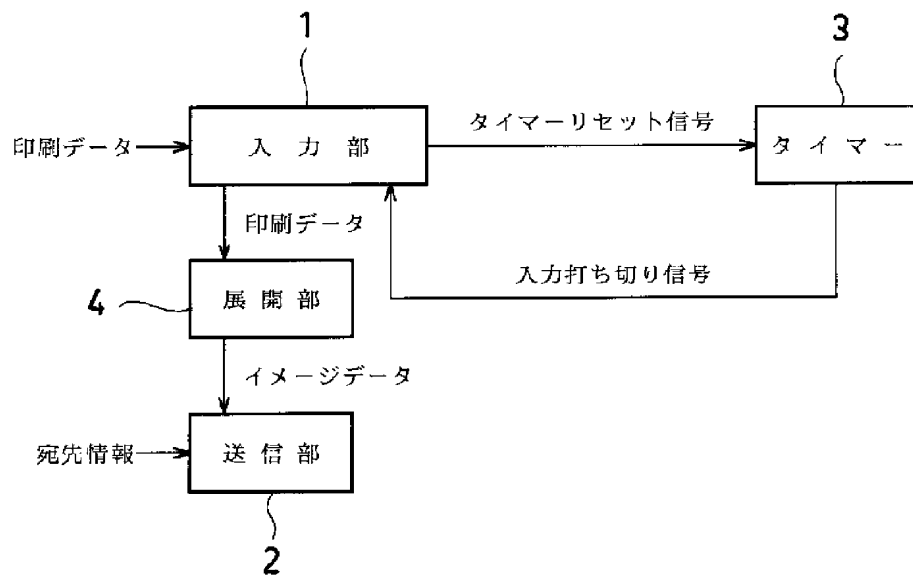 1
3
印刷データ
入力部
タイマーリセット信号
タイマー
印刷データ
入力打ち切り信号
4
展開部
イメージデータ
宛先情報
送信部
2